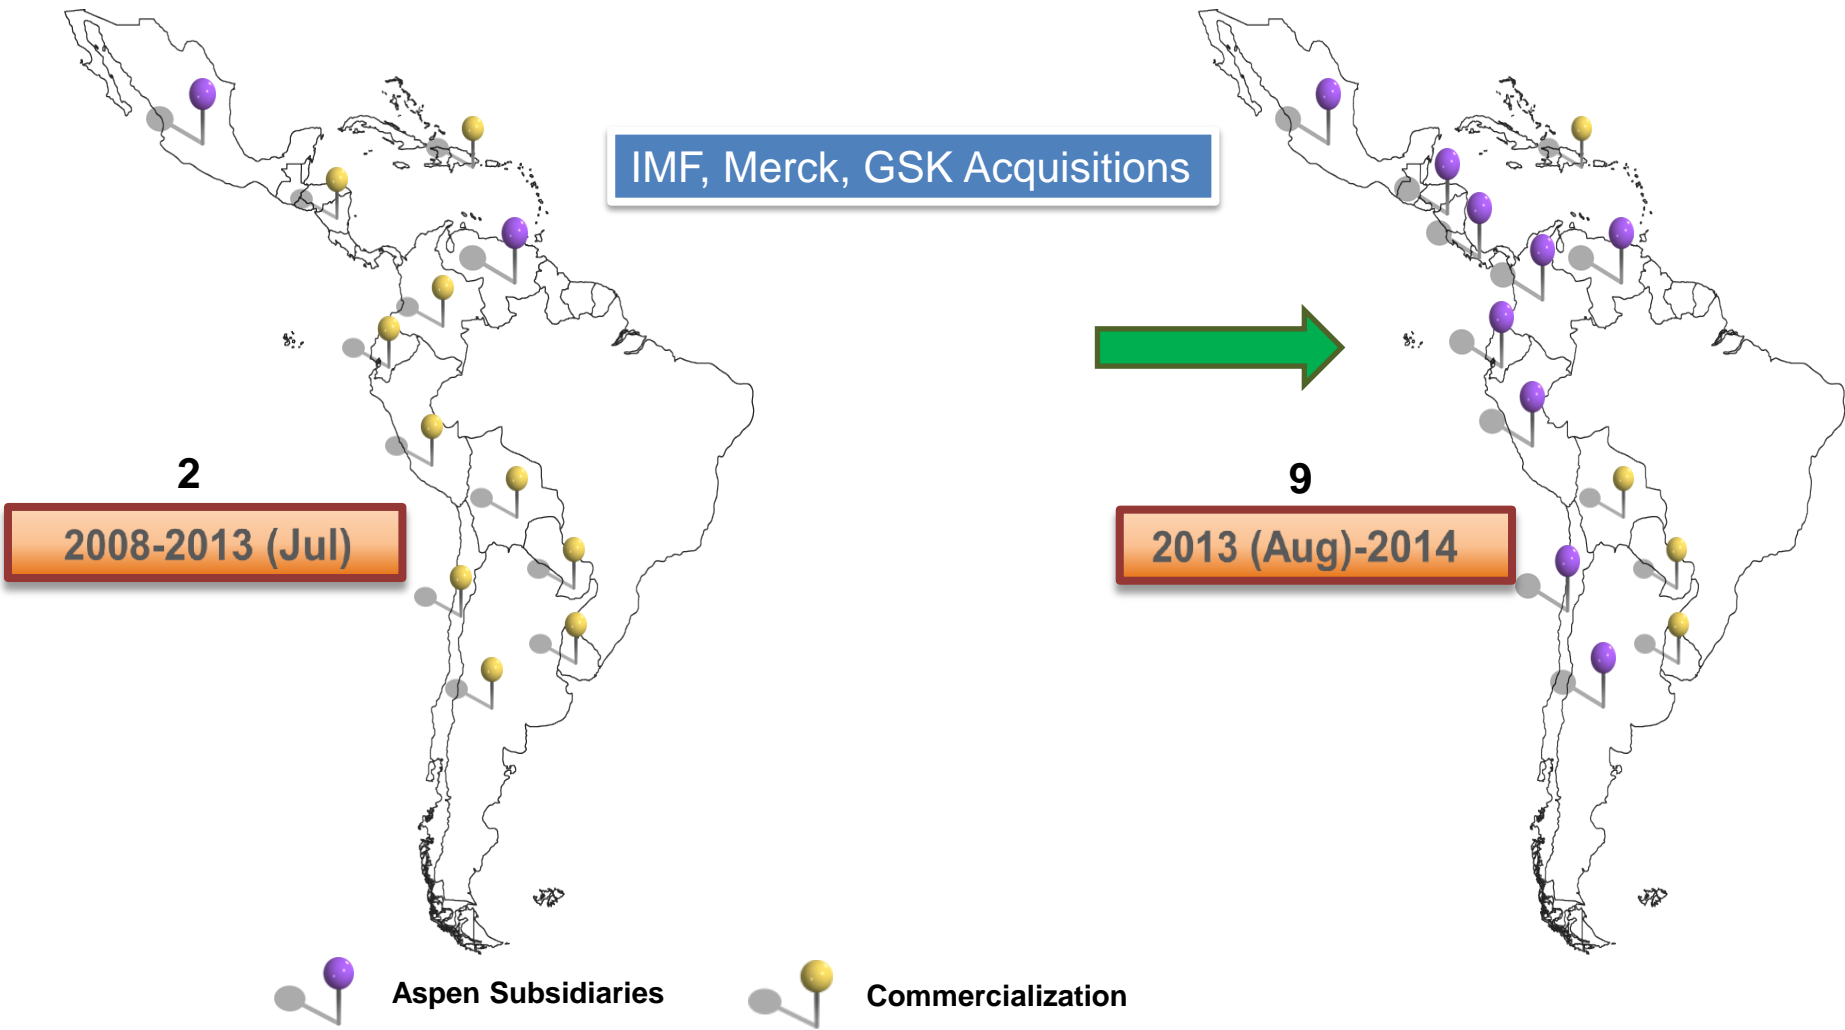 IMF, Merck, GSK Acquisitions
2
2008-2013 (Jul)
9
2013 (Aug)-2014
Aspen Subsidiaries
Commercialization